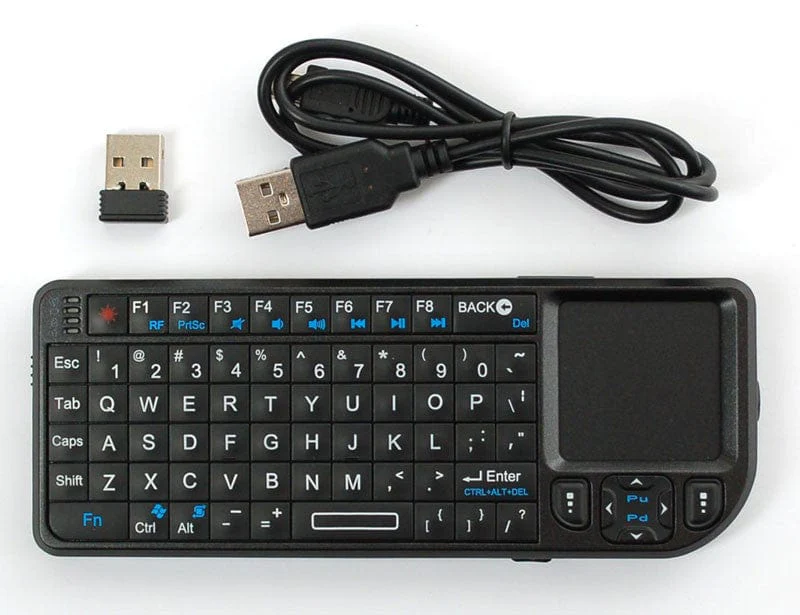 F1 RF F2 PrtSc F3 F4 F5 F6 F7 F8 BACK Del
Esc ! 1 @ 2 # 3 $ 4 % 5 ^ 6 & 7 * 8 ( 9 ) 0 ` ~
Tab Q W E R T Y U I O P \ ¦
Caps A S D F G H J K L ; : , "
Shift Z X C V B N M , < . > Enter
CTRL+ALT+DEL
Fn Ctrl Alt - _ = + [ { ] } / ?
Pu
Pd